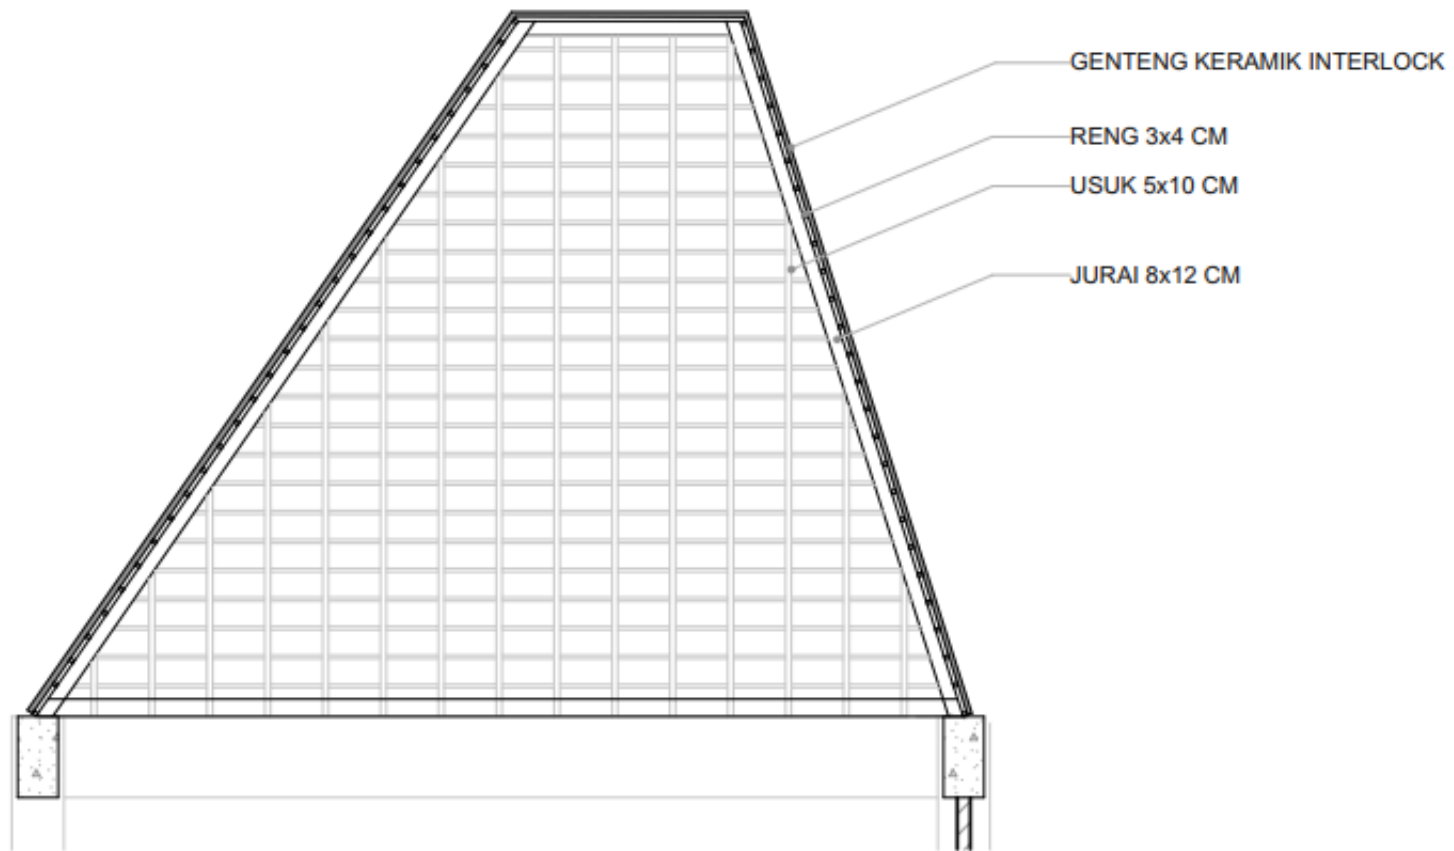 GENTENG KERAMIK INTERLOCK
RENG 3x4 CM
USUK 5x10 CM
JURAI 8x12 CM